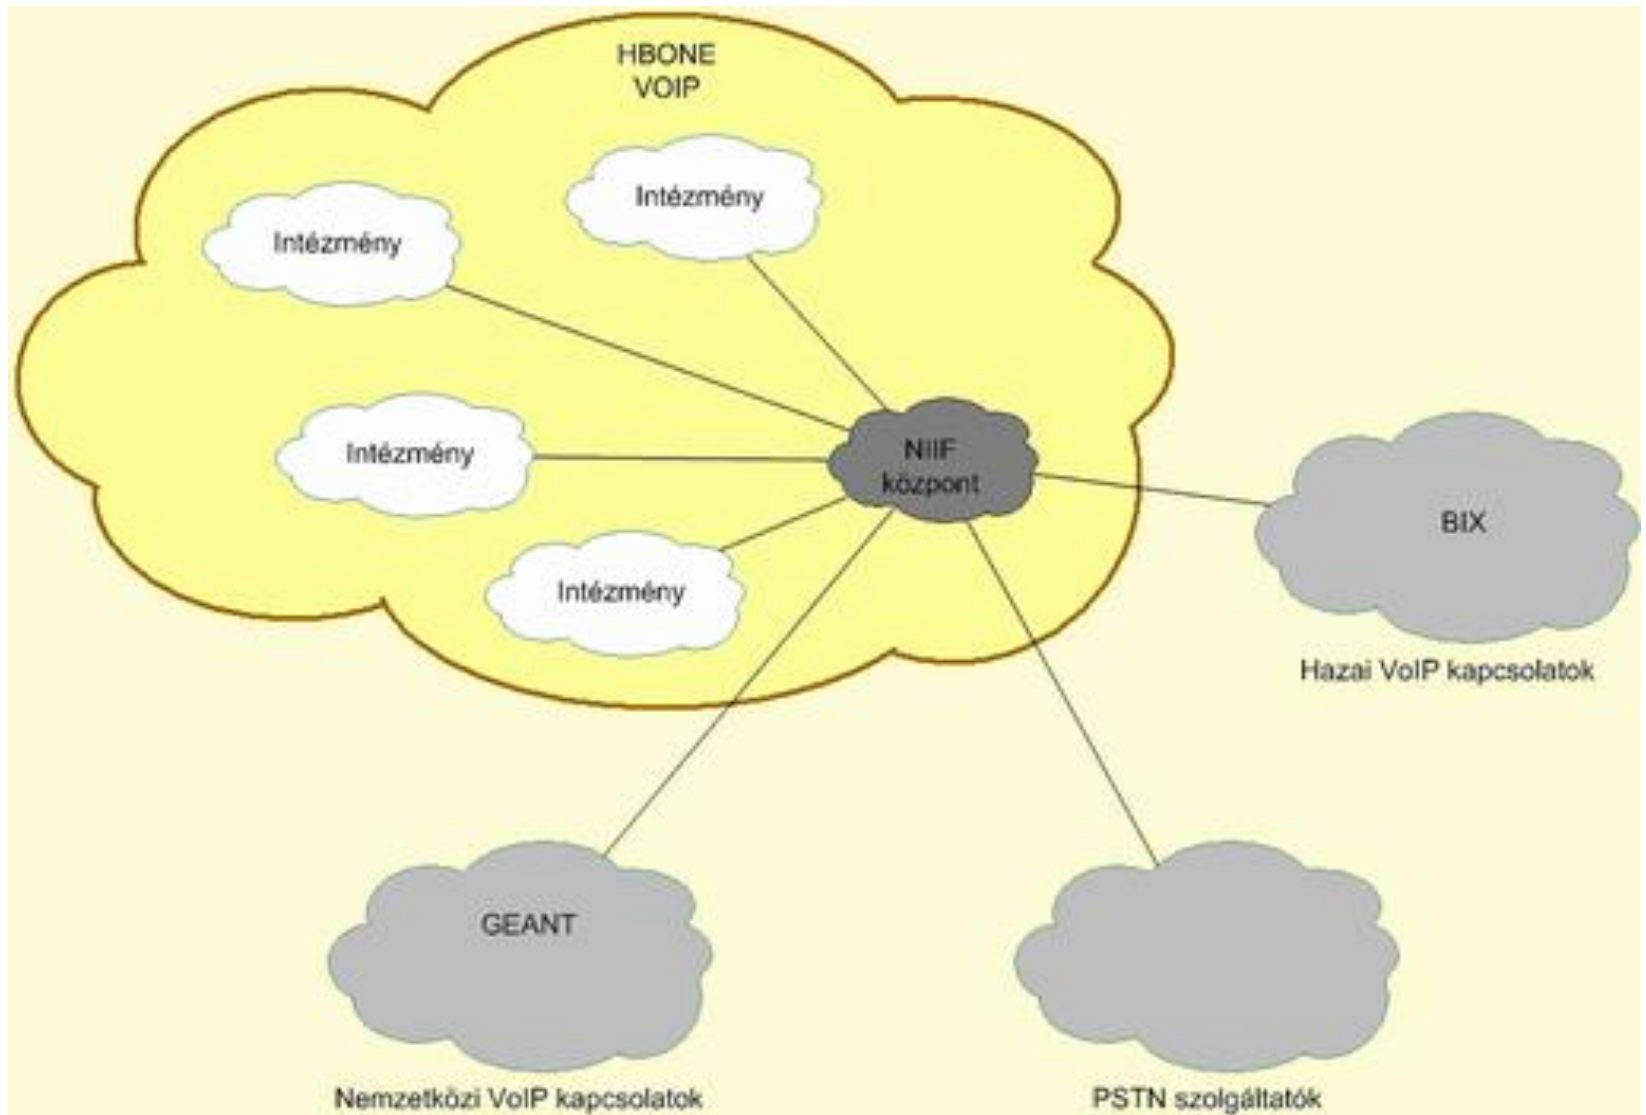 HBONE
VOIP
Intézmény
Intézmény
Intézmény
NIIF
központ
Intézmény
BIX
Hazai VoIP kapcsolatok
GEANT
Nemzetközi VoIP kapcsolatok
PSTN szolgáltatók